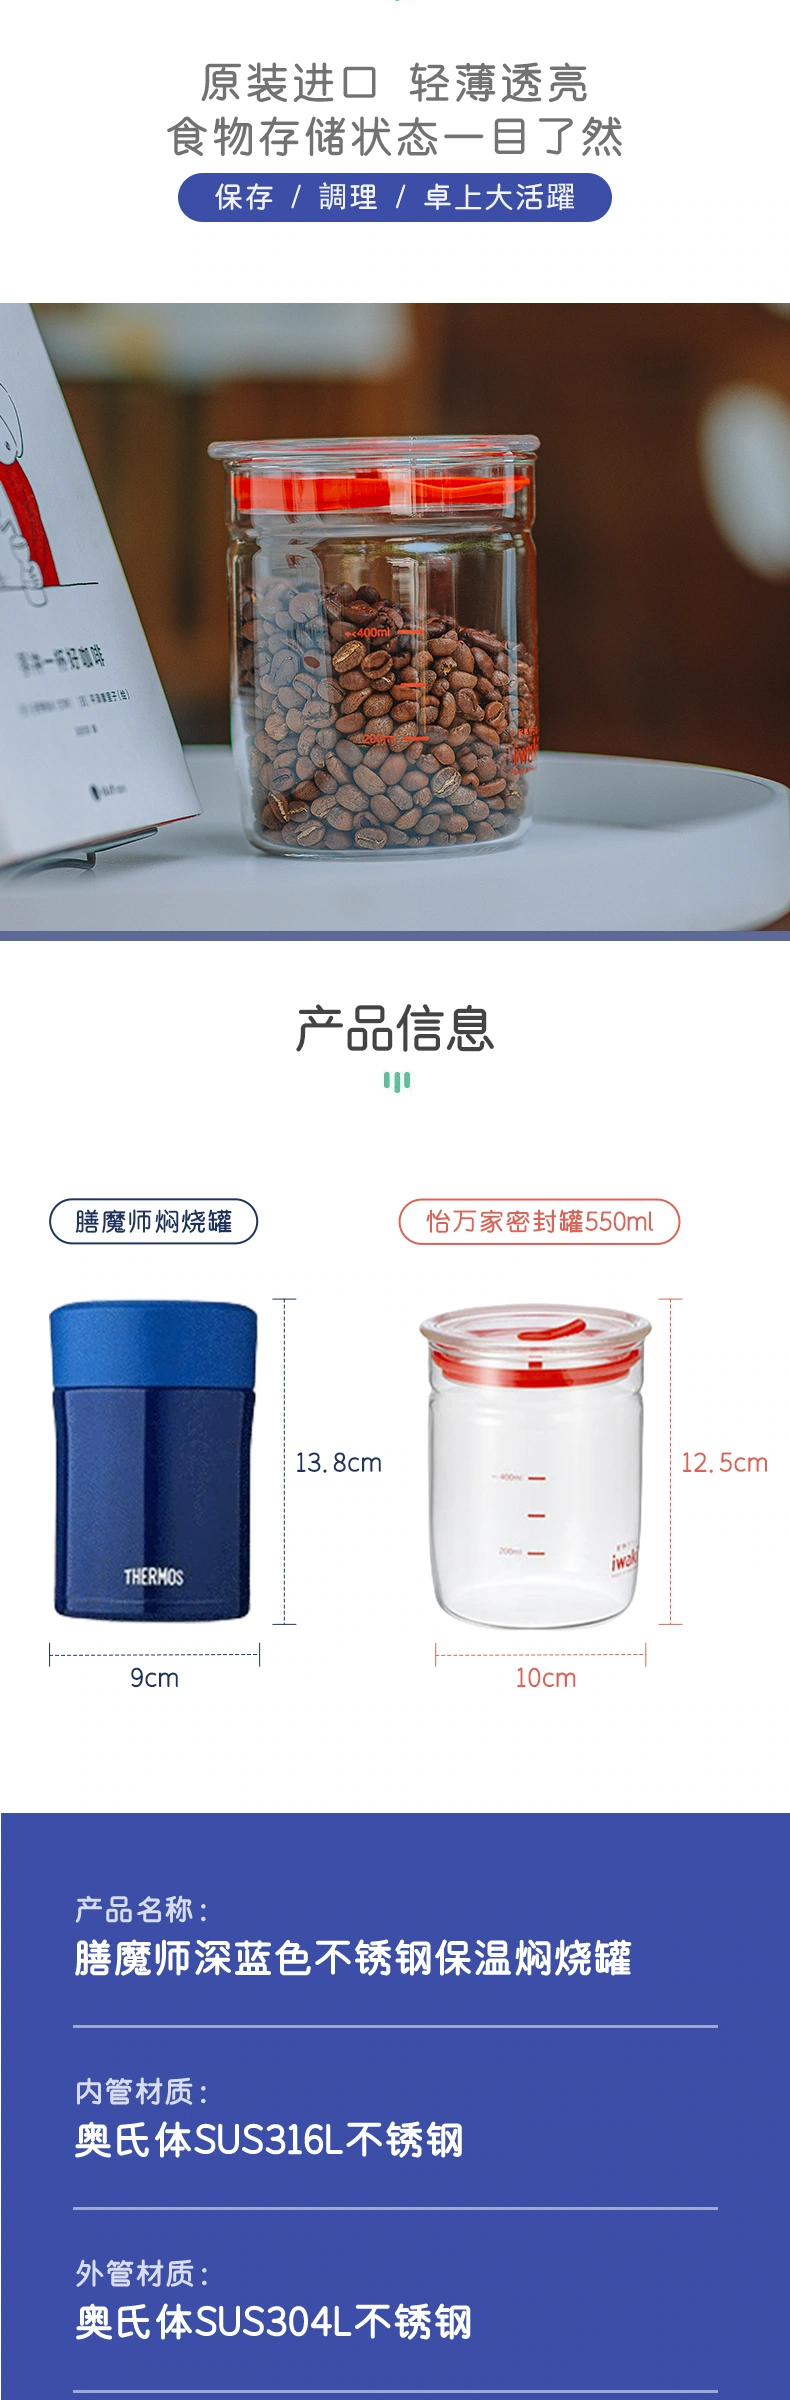 原装进口 轻薄透亮
食物存储状态一目了然
保存 / 調理 / 卓上大活躍
一杯好咖啡
400ml
200ml
iwaki
产品信息
膳魔师焖烧罐
怡万家密封罐550ml
13.8cm
12.5cm
400ml
200ml
iwaki
THERMOS
9cm
10cm
产品名称:
膳魔师深蓝色不锈钢保温焖烧罐
内管材质:
奥氏体SUS316L不锈钢
外管材质:
奥氏体SUS304L不锈钢